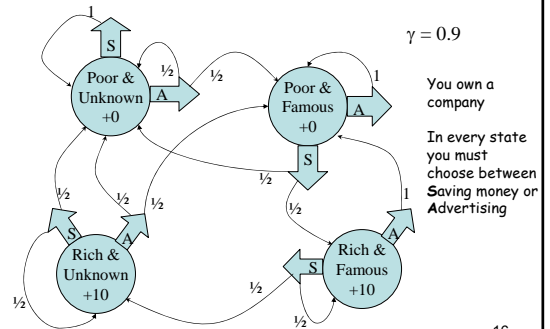 1
S
Poor &
Unknown
+0
A
½
½
Poor &
Famous
+0
A
1
S
½
½
γ = 0.9
You own a
company
In every state
you must
choose between
Saving money or
Advertising
½
½
½
S
A
Rich &
Unknown
+10
½
½
S
Rich &
Famous
+10
½
A
1